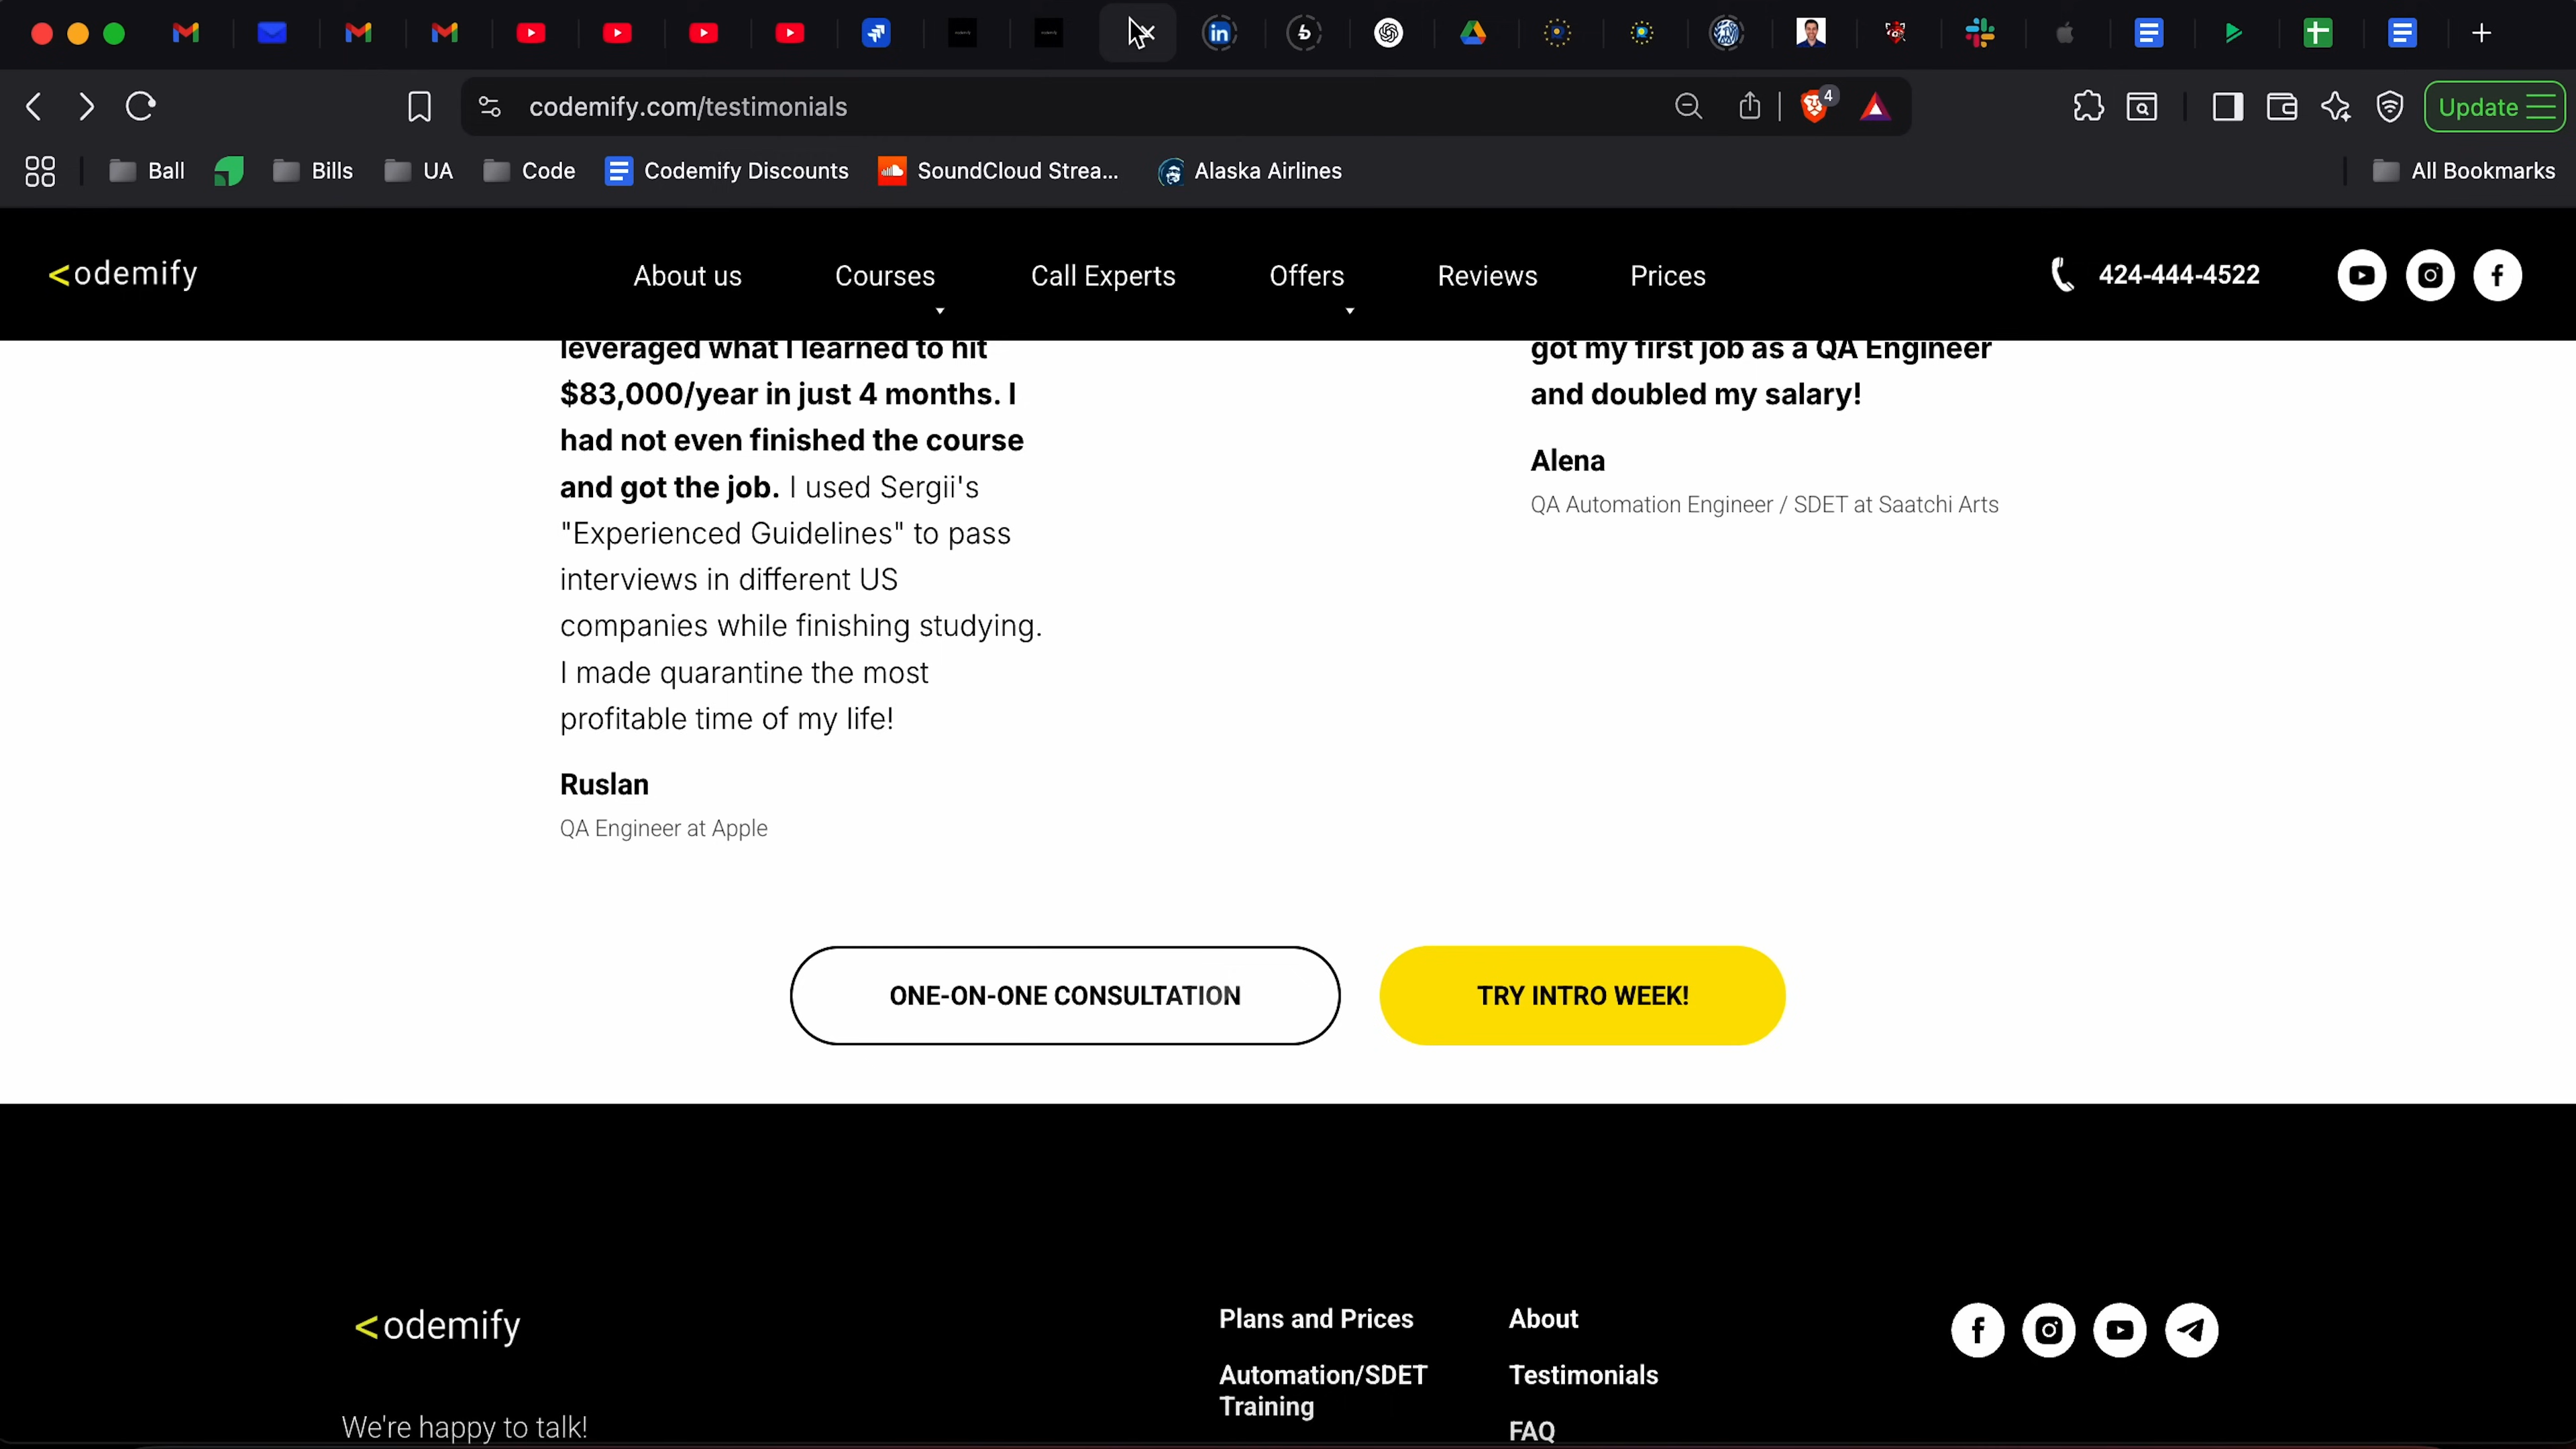 codemify.com/testimonials
4
Update
Ball
Bills
UA
Code
Codemify Discounts
SoundCloud Strea...
Alaska Airlines
All Bookmarks
<odemify
About us
Courses
Call Experts
Offers
Reviews
Prices
424-444-4522
leveraged what I learned to hit
$83,000/year in just 4 months. I
had not even finished the course
and got the job. I used Sergii's
"Experienced Guidelines" to pass
interviews in different US
companies while finishing studying.
I made quarantine the most
profitable time of my life!
Ruslan
QA Engineer at Apple
got my first job as a QA Engineer
and doubled my salary!
Alena
QA Automation Engineer / SDET at Saatchi Arts
ONE-ON-ONE CONSULTATION
TRY INTRO WEEK!
<odemify
We're happy to talk!
Plans and Prices
Automation/SDET
Training
About
Testimonials
FAQ